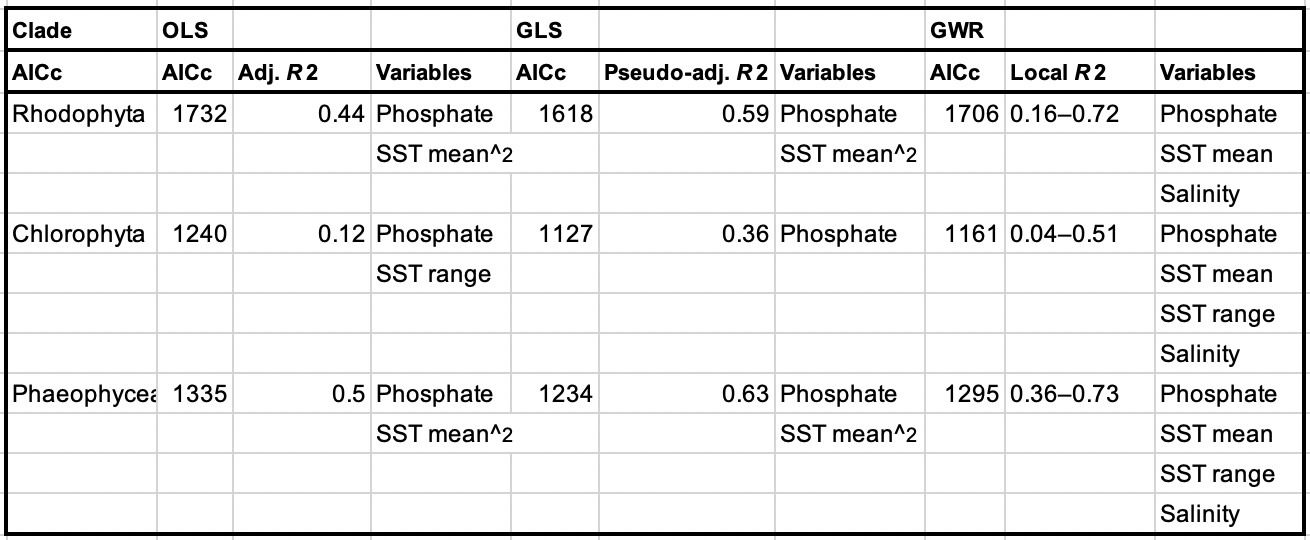 Clade OLS GLS GWR
AICc AICc Adj. R2 Variables AICc Pseudo-adj. R2 Variables AICc Local R2 Variables
Rhodophyta 1732 0.44 Phosphate 1618 0.59 Phosphate 1706 0.16–0.72 Phosphate
SST mean^2 SST mean^2 SST mean
Salinity
Chlorophyta 1240 0.12 Phosphate 1127 0.36 Phosphate 1161 0.04–0.51 Phosphate
SST range SST mean
SST range
Salinity
Phaeophycea 1335 0.5 Phosphate 1234 0.63 Phosphate 1295 0.36–0.73 Phosphate
SST mean^2 SST mean^2 SST mean
SST range
Salinity